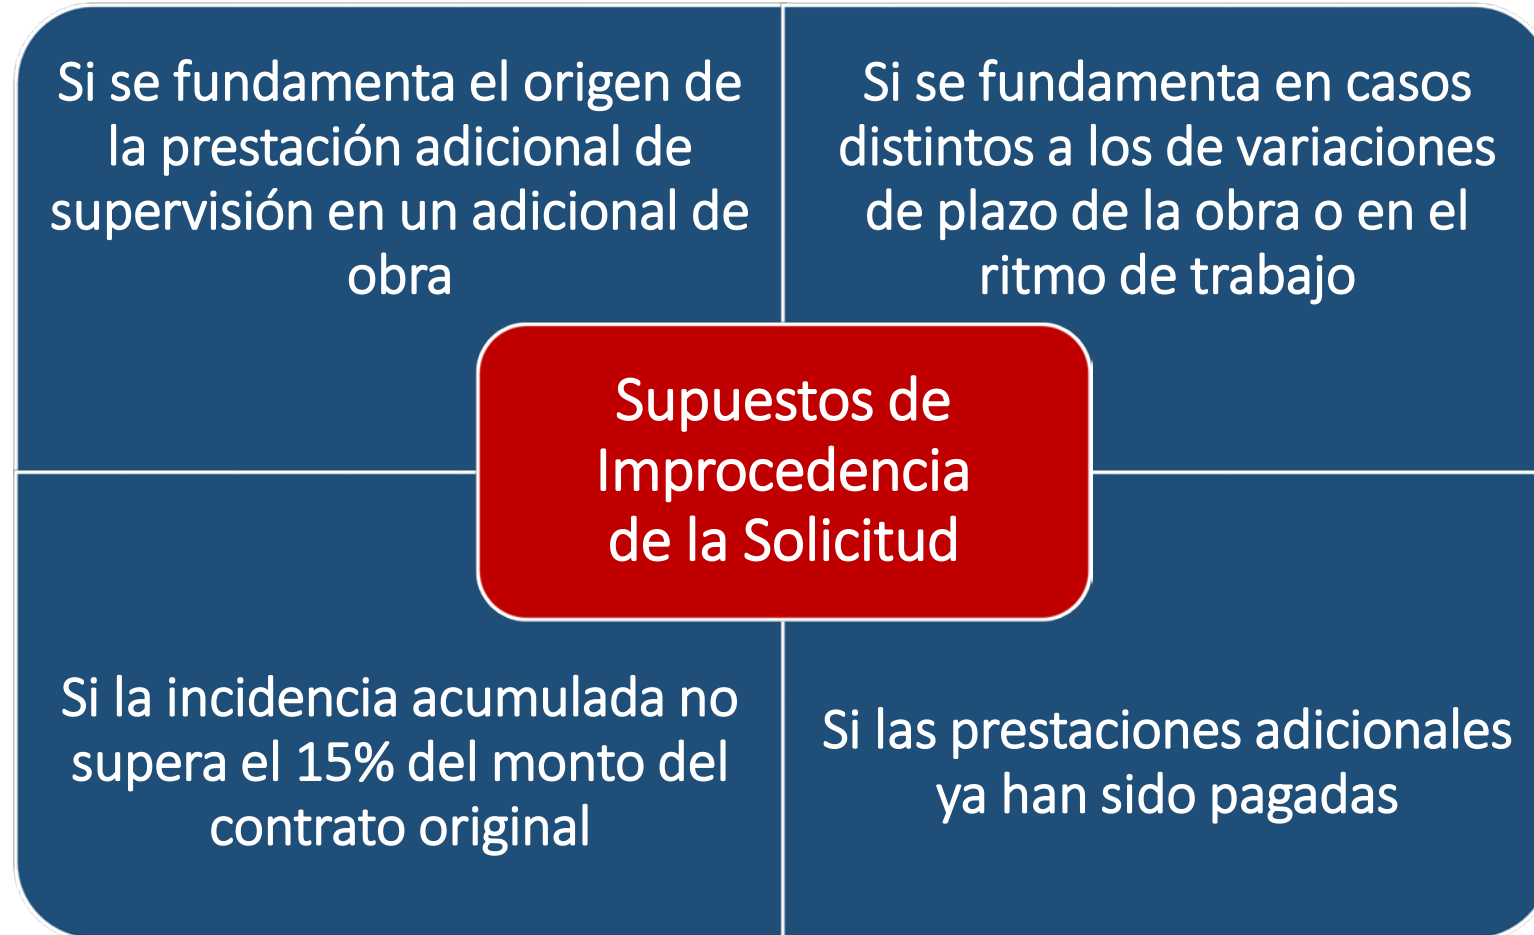 Si se fundamenta el origen de
la prestación adicional de
supervisión en un adicional de
obra
Si se fundamenta en casos
distintos a los de variaciones
de plazo de la obra o en el
ritmo de trabajo
Supuestos de
Improcedencia
de la Solicitud
Si la incidencia acumulada no
supera el 15% del monto del
contrato original
Si las prestaciones adicionales
ya han sido pagadas